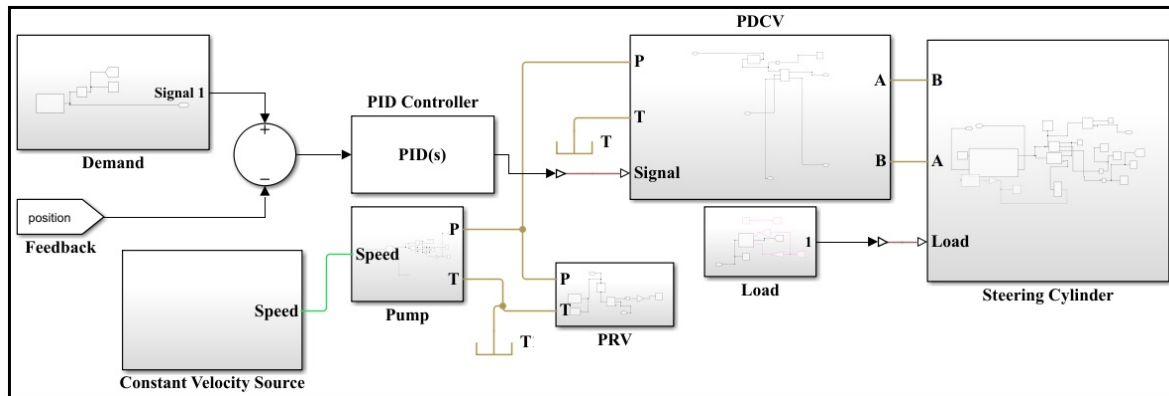 PDCV
Signal 1
Demand
PID Controller
+
−
PID(s)
P
T
Signal
A
B
T
B
A
Load
Steering Cylinder
position
Feedback
Speed
P
T
Pump
Speed
Constant Velocity Source
T
P
T
PRV
1
Load